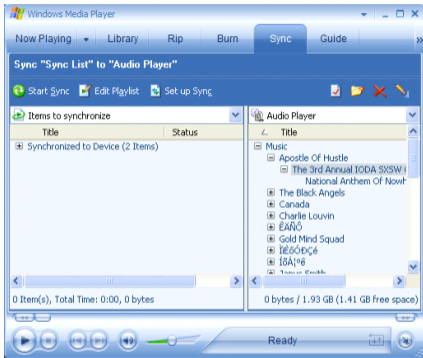 Windows Media Player
Now Playing Library Rip Burn Sync Guide »
Sync "Sync List" to "Audio Player"
Start Sync Edit Playlist Set up Sync
Items to synchronize
Title Status
Synchronized to Device (2 Items)
0 Item(s), Total Time: 0:00, 0 bytes
Audio Player
Title
Music
Apostle Of Hustle
The 3rd Annual IODA SXSW
National Anthem Of Nowh
The Black Angels
Canada
Charlie Louvin
ÊÀÑÕ
Gold Mind Squad
0 bytes / 1.93 GB (1.41 GB free space)
Ready